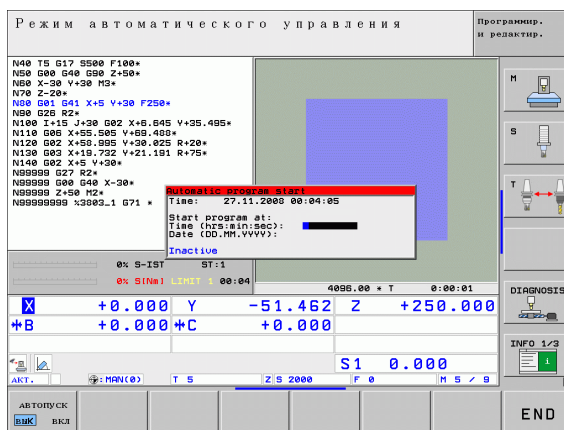 Режим автоматического управления
Программир.
и редактир.
N40 T5 G17 S500 F100*
N50 G00 G40 G90 Z+50*
N60 X-30 Y+30 M3*
N70 Z-20*
N80 G01 G41 X+5 Y+30 F250*
N90 G26 R2*
N100 I+15 J+30 G02 X+6.645 Y+35.495*
N110 G06 X+55.505 Y+69.488*
N120 G02 X+58.995 Y+30.025 R+20*
N130 G03 X+19.732 Y+21.191 R+75*
N140 G02 X+5 Y+30*
N99999 G27 R2*
N99999 G00 G40 X-30*
N99999 Z+50 M2*
N99999999 %3803_1 G71 *
Automatic program start
Time: 27.11.2008 00:04:05
Start program at:
Time (hrs:min:sec):
Date (DD.MM.YYYY):
Inactive
0% S-IST ST:1
0% S[Nm] LIMIT 1 00:04
4096.00 * T 0:00:01
X +0.000 Y -51.462 Z +250.000
B +0.000 C +0.000
S1 0.000
АКТ. : MAN(0) T 5 Z S 2000 F 0 M 5 / 9
M
S
T
DIAGNOSIS
INFO 1/3
i
АВТОПУСК
ВЫК ВКЛ
END